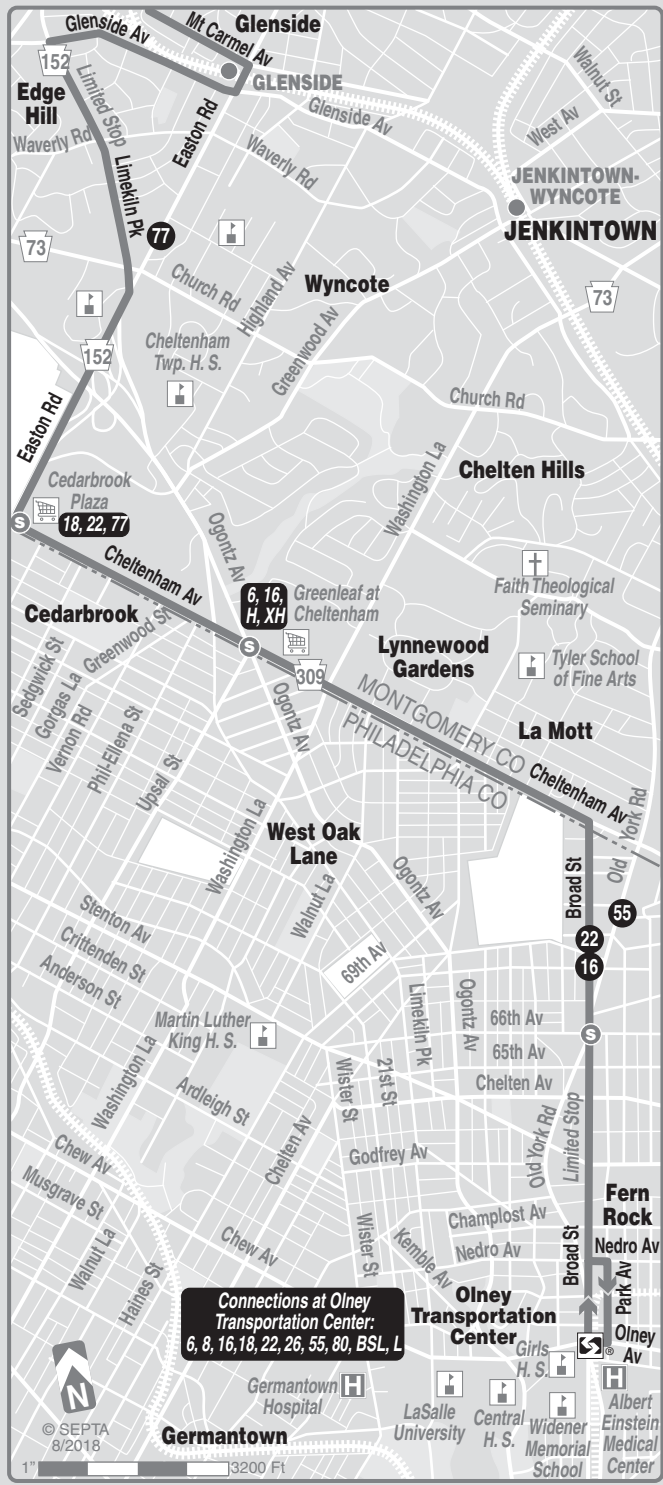 Glenside Av
Mt Carmel Av
Glenside
152
GLENSIDE
Edge
Hill
Limited Stop
Easton Rd
Glenside Av
Walnut St
West Av
Waverly Rd
Limekiln Pk
Waverly Rd
JENKINTOWN-
WYNCOTE
JENKINTOWN
77
73
Church Rd
Highland Av
Wyncote
73
152
Cheltenham
Twp. H. S.
Greenwood Av
Church Rd
Easton Rd
Washington La
Chelten Hills
Cedarbrook
Plaza
18, 22, 77
Ogontz Av
Cheltenham Av
6, 16,
H, XH
Greenleaf at
Cheltenham
Faith Theological
Seminary
Cedarbrook
Greenwood St
Lynnewood
Gardens
Tyler School
of Fine Arts
Sedgwick St
Gorgas La
Vernon Rd
Phil-Ellena St
Upsal St
309
Ogontz Av
MONTGOMERY CO
PHILADELPHIA CO
La Mott
Cheltenham Av
Old York Rd
Washington La
West Oak
Lane
Walnut La
Ogontz Av
Broad St
55
22
16
Stenton Av
Crittenden St
Anderson St
69th Av
Limekiln Pk
Ogontz Av
66th Av
65th Av
Chelten Av
Martin Luther
King H. S.
Washington La
Ardleigh St
Wister St
21st St
Chelten Av
Godfrey Av
Old York Rd
Limited Stop
Chew Av
Musgrave St
Walnut La
Haines St
Chew Av
Wister St
Kemble Av
Champlost Av
Nedro Av
Broad St
Fern
Rock
Nedro Av
Park Av
Olney
Av
Connections at Olney
Transportation Center:
6, 8, 16,18, 22, 26, 55, 80, BSL, L
Olney
Transportation
Center
Girls
H. S.
S
S
S
S
®
N
H
H
Germantown
Hospital
LaSalle
University
Central
H. S.
Widener
Memorial
School
Albert
Einstein
Medical
Center
© SEPTA
8/2018
Germantown
1"
3200 Ft